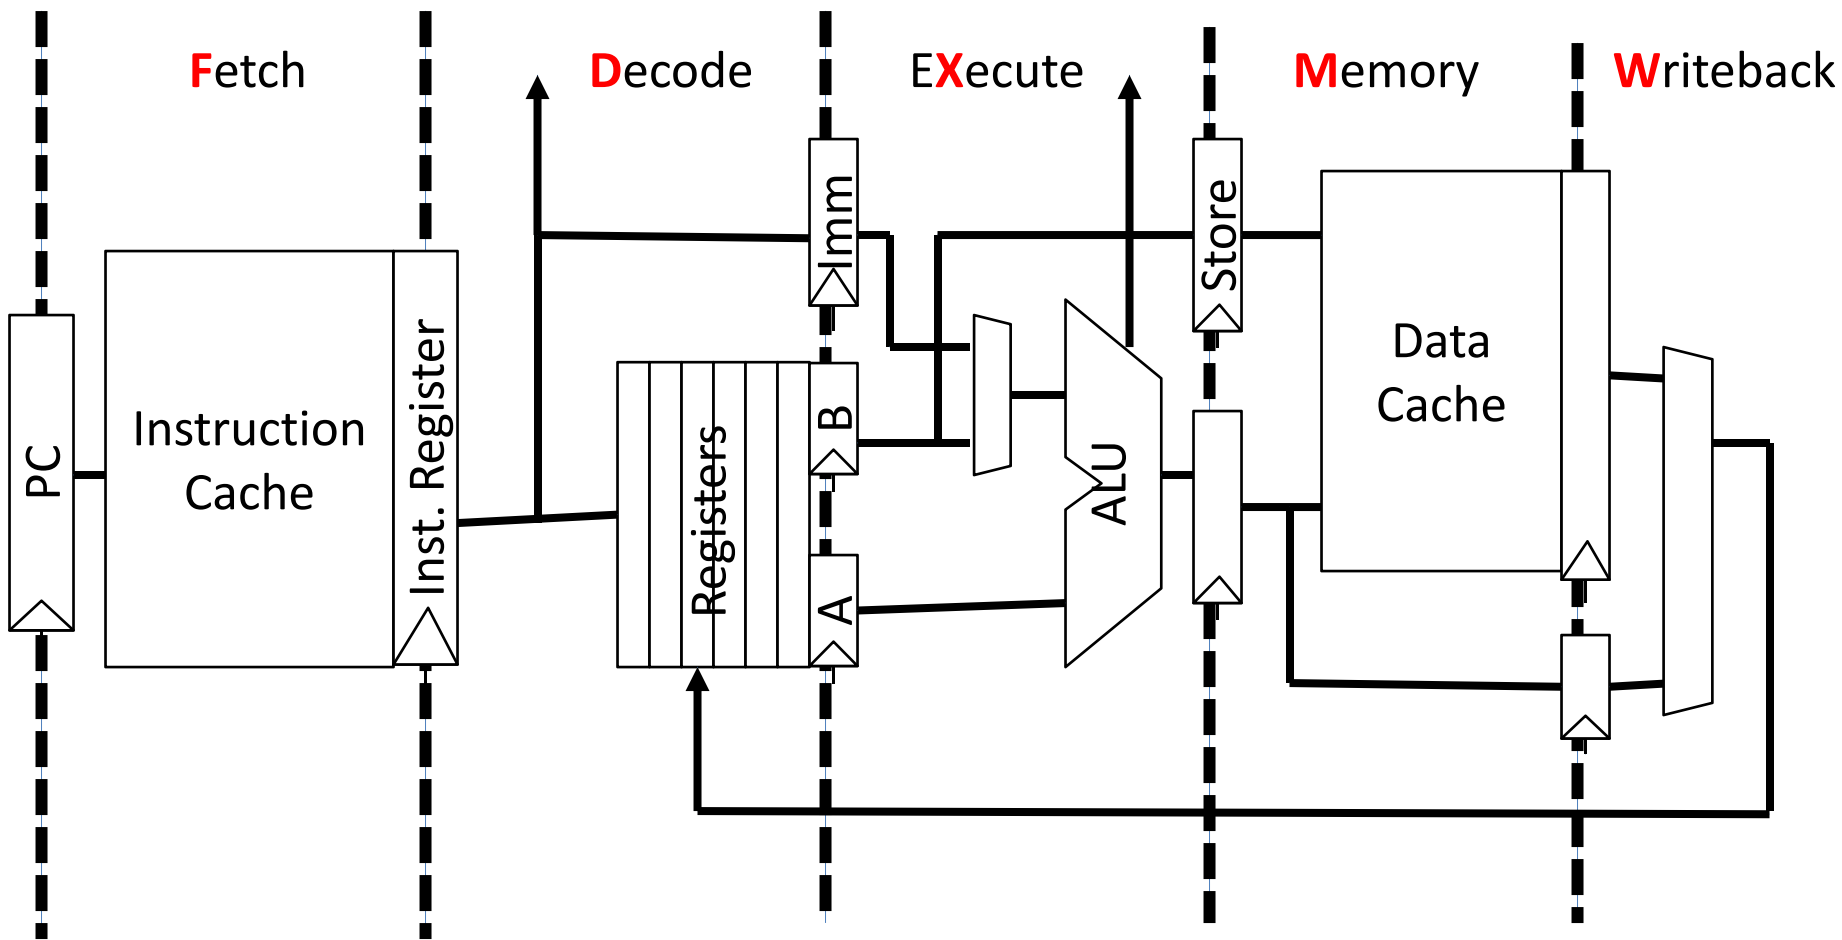 Fetch
Decode
EXecute
Memory
Writeback
PC
Instruction
Cache
Inst. Register
Registers
Imm
B
A
ALU
Store
Data
Cache